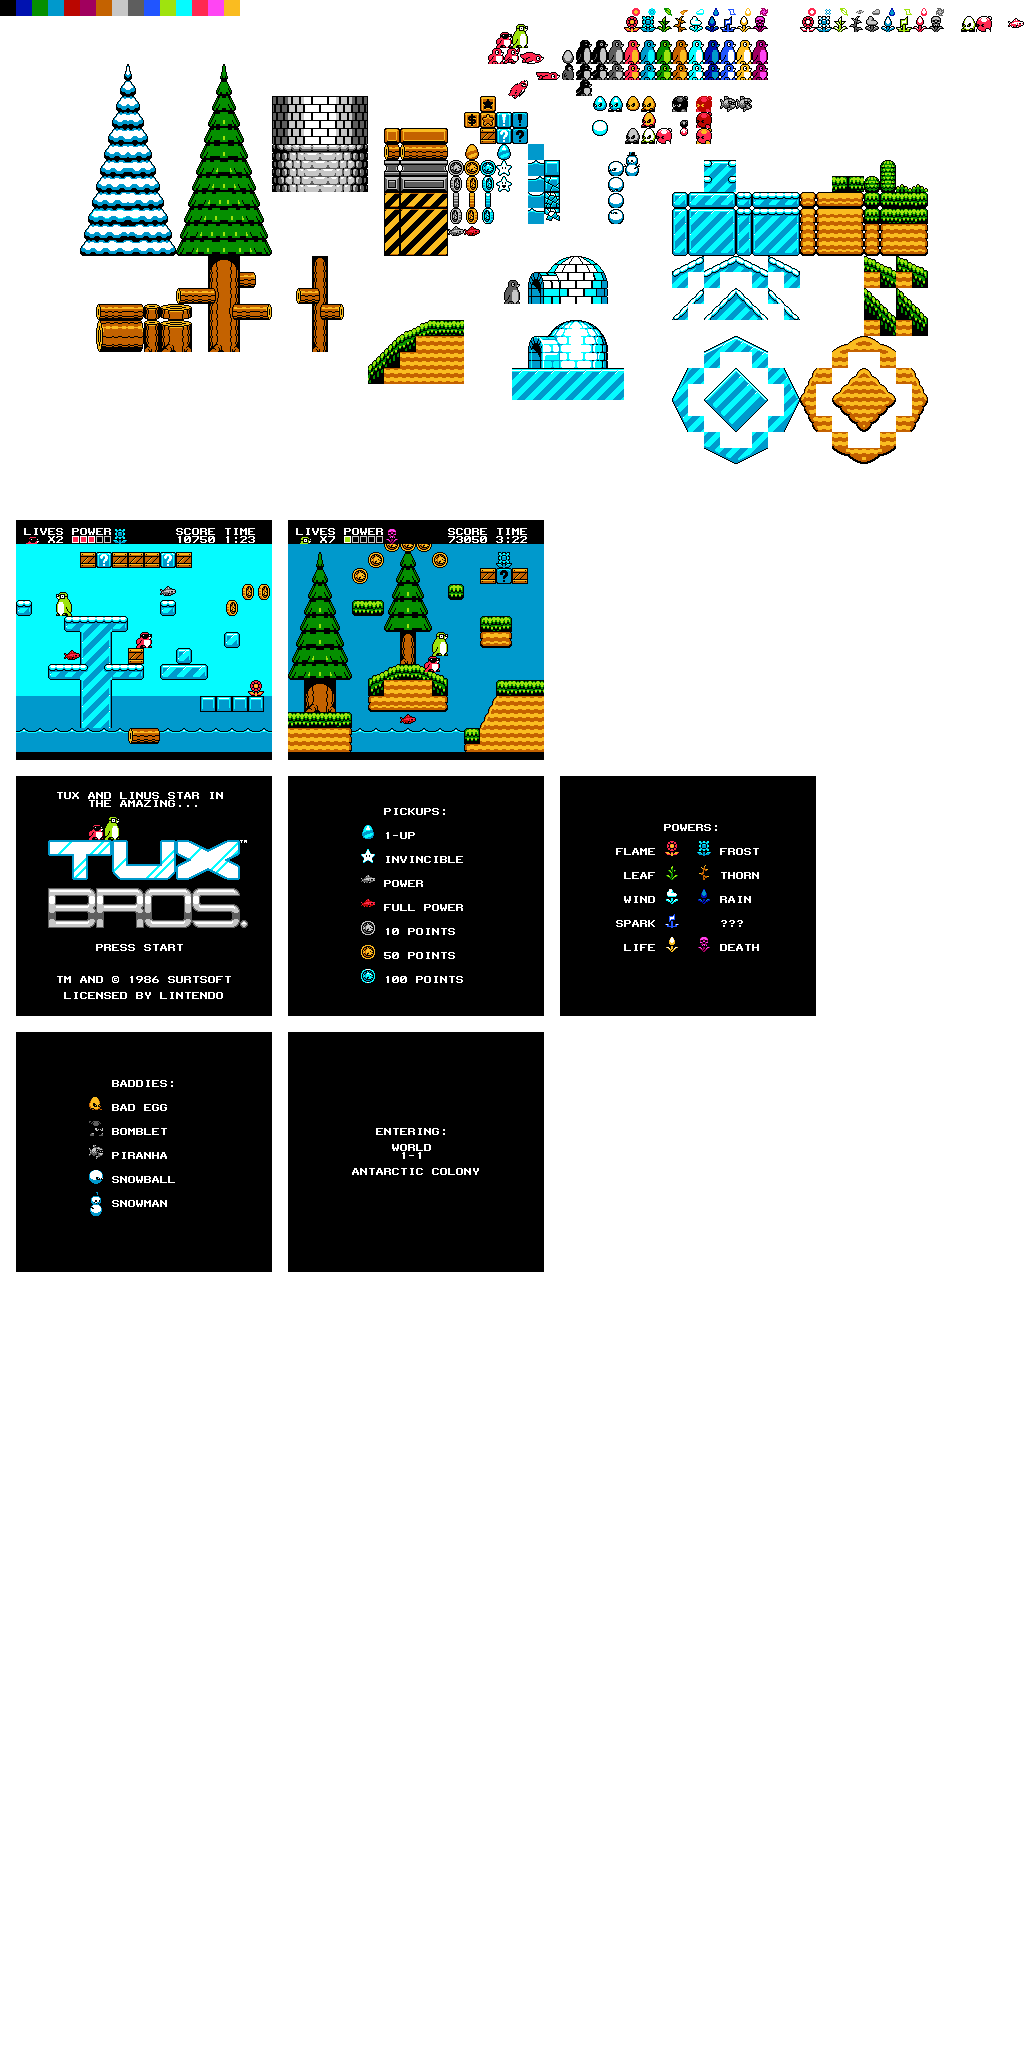 $ ! !
? ?
LIVES POWER SCORE TIME
X2 10750 1:23
? ?
LIVES POWER SCORE TIME
X7 73050 3:22
?
TUX AND LINUS STAR IN
THE AMAZING...
TUX™
BROS.
PRESS START
TM AND © 1986 SURTSOFT
LICENSED BY LINTENDO
PICKUPS:
1-UP
INVINCIBLE
POWER
FULL POWER
10 POINTS
50 POINTS
100 POINTS
POWERS:
FLAME FROST
LEAF THORN
WIND RAIN
SPARK ???
LIFE DEATH
BADDIES:
BAD EGG
BOMBLET
PIRANHA
SNOWBALL
SNOWMAN
ENTERING:
WORLD
1-1
ANTARCTIC COLONY